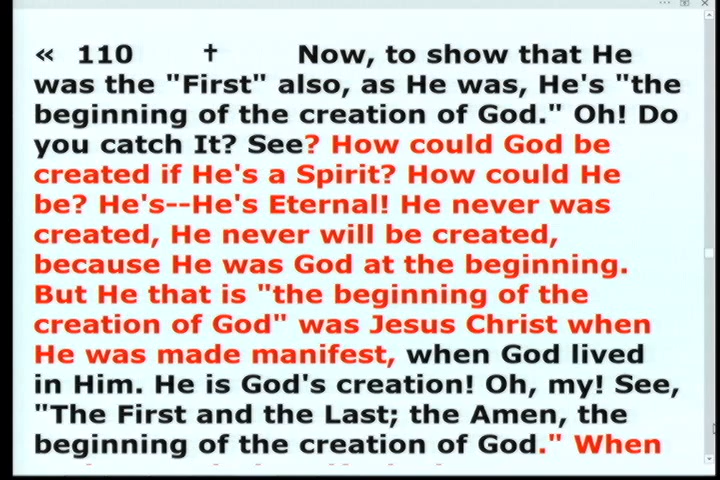 « 110 † Now, to show that He
was the "First" also, as He was, He's "the
beginning of the creation of God." Oh! Do
you catch It? See? How could God be
created if He's a Spirit? How could He
be? He's--He's Eternal! He never was
created, He never will be created,
because He was God at the beginning.
But He that is "the beginning of the
creation of God" was Jesus Christ when
He was made manifest, when God lived
in Him. He is God's creation! Oh, my! See,
"The First and the Last; the Amen, the
beginning of the creation of God." When